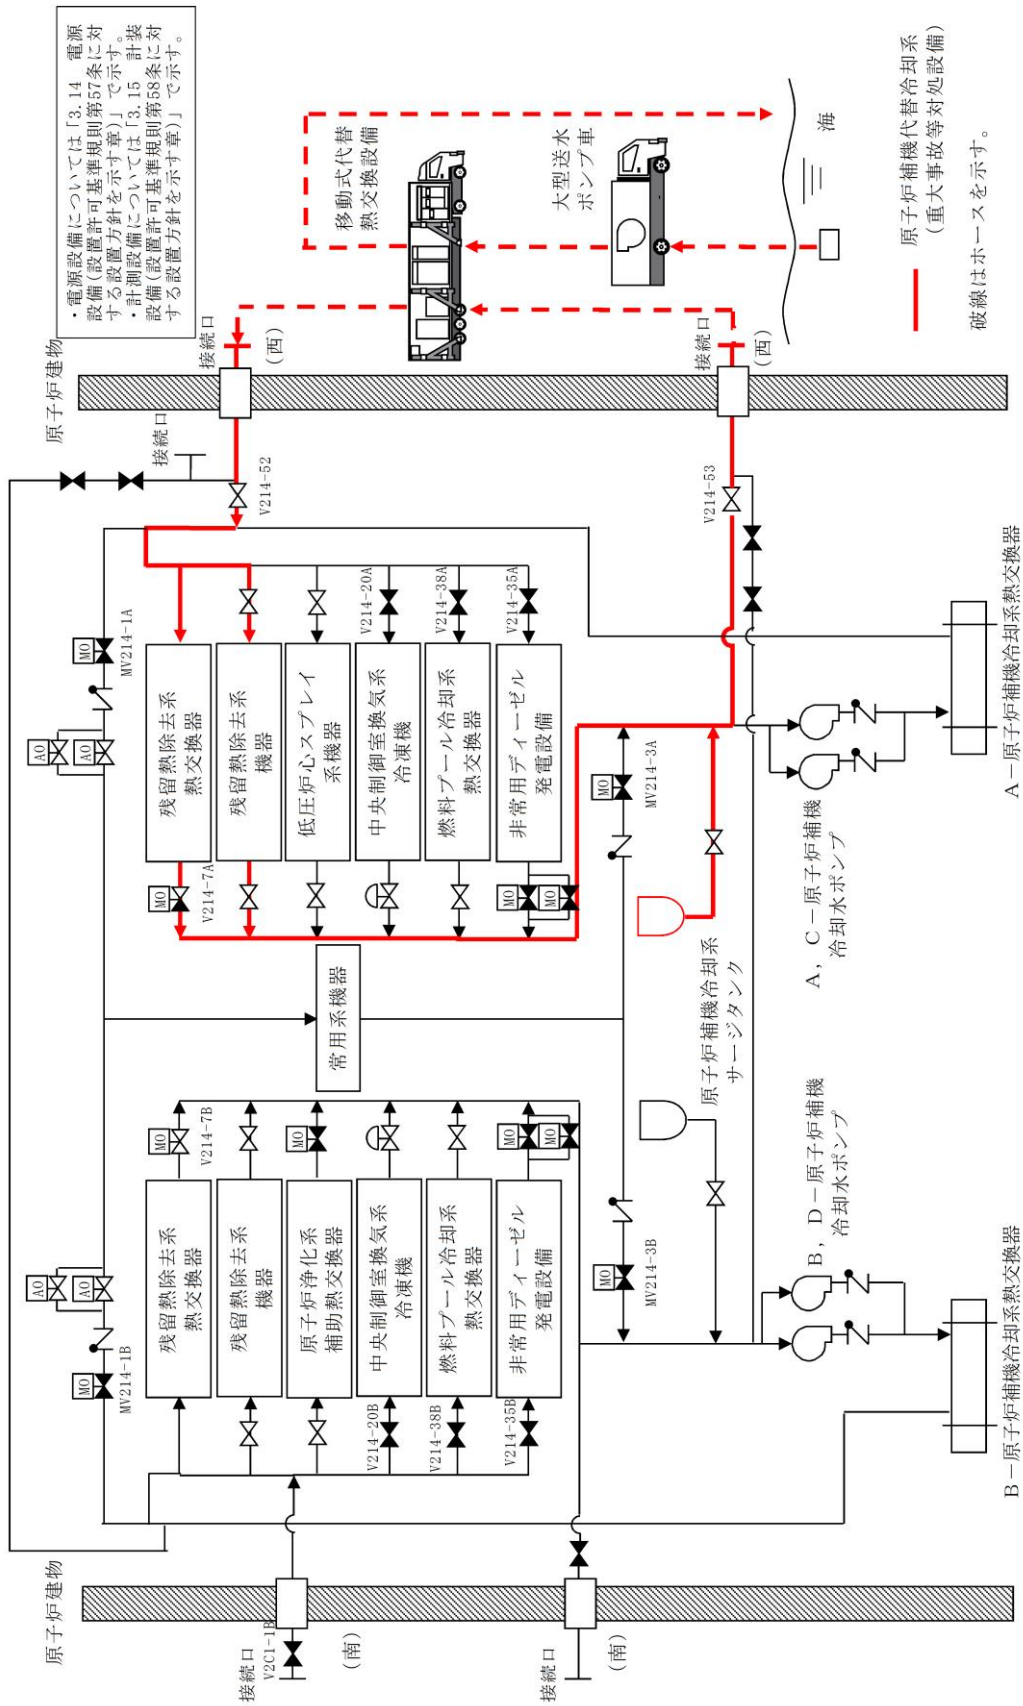 ・電源設備については「3.14　電源
設備(設置許可基準規則第57条に対
する設置方針を示す章)」で示す。
・計測設備については「3.15　計装
設備(設置許可基準規則第58条に対
する設置方針を示す章)」で示す。
原子炉建物
原子炉建物
接続口
V2C1-1B
(南)
接続口
(南)
接続口
接続口
(西)
接続口
(西)
移動式代替
熱交換設備
大型送水
ポンプ車
海
原子炉補機代替冷却系
(重大事故等対処設備)
破線はホースを示す。
AO
AO
MO
MV214-1B
AO
AO
MO
MV214-1A
V214-52
V214-53
残留熱除去系
熱交換器
残留熱除去系
機器
原子炉浄化系
補助熱交換器
中央制御室換気系
冷凍機
燃料プール冷却系
熱交換器
非常用ディーゼル
発電設備
V214-20B
V214-38B
V214-35B
MO
V214-7B
MO
MO
MO
常用系機器
残留熱除去系
熱交換器
残留熱除去系
機器
低圧炉心スプレイ
系機器
中央制御室換気系
冷凍機
燃料プール冷却系
熱交換器
非常用ディーゼル
発電設備
MO
V214-7A
MO
MO
V214-20A
V214-38A
V214-35A
MO
MV214-3B
MO
MV214-3A
原子炉補機冷却系
サージタンク
B, D－原子炉補機
冷却水ポンプ
A, C－原子炉補機
冷却水ポンプ
B－原子炉補機冷却系熱交換器
A－原子炉補機冷却系熱交換器